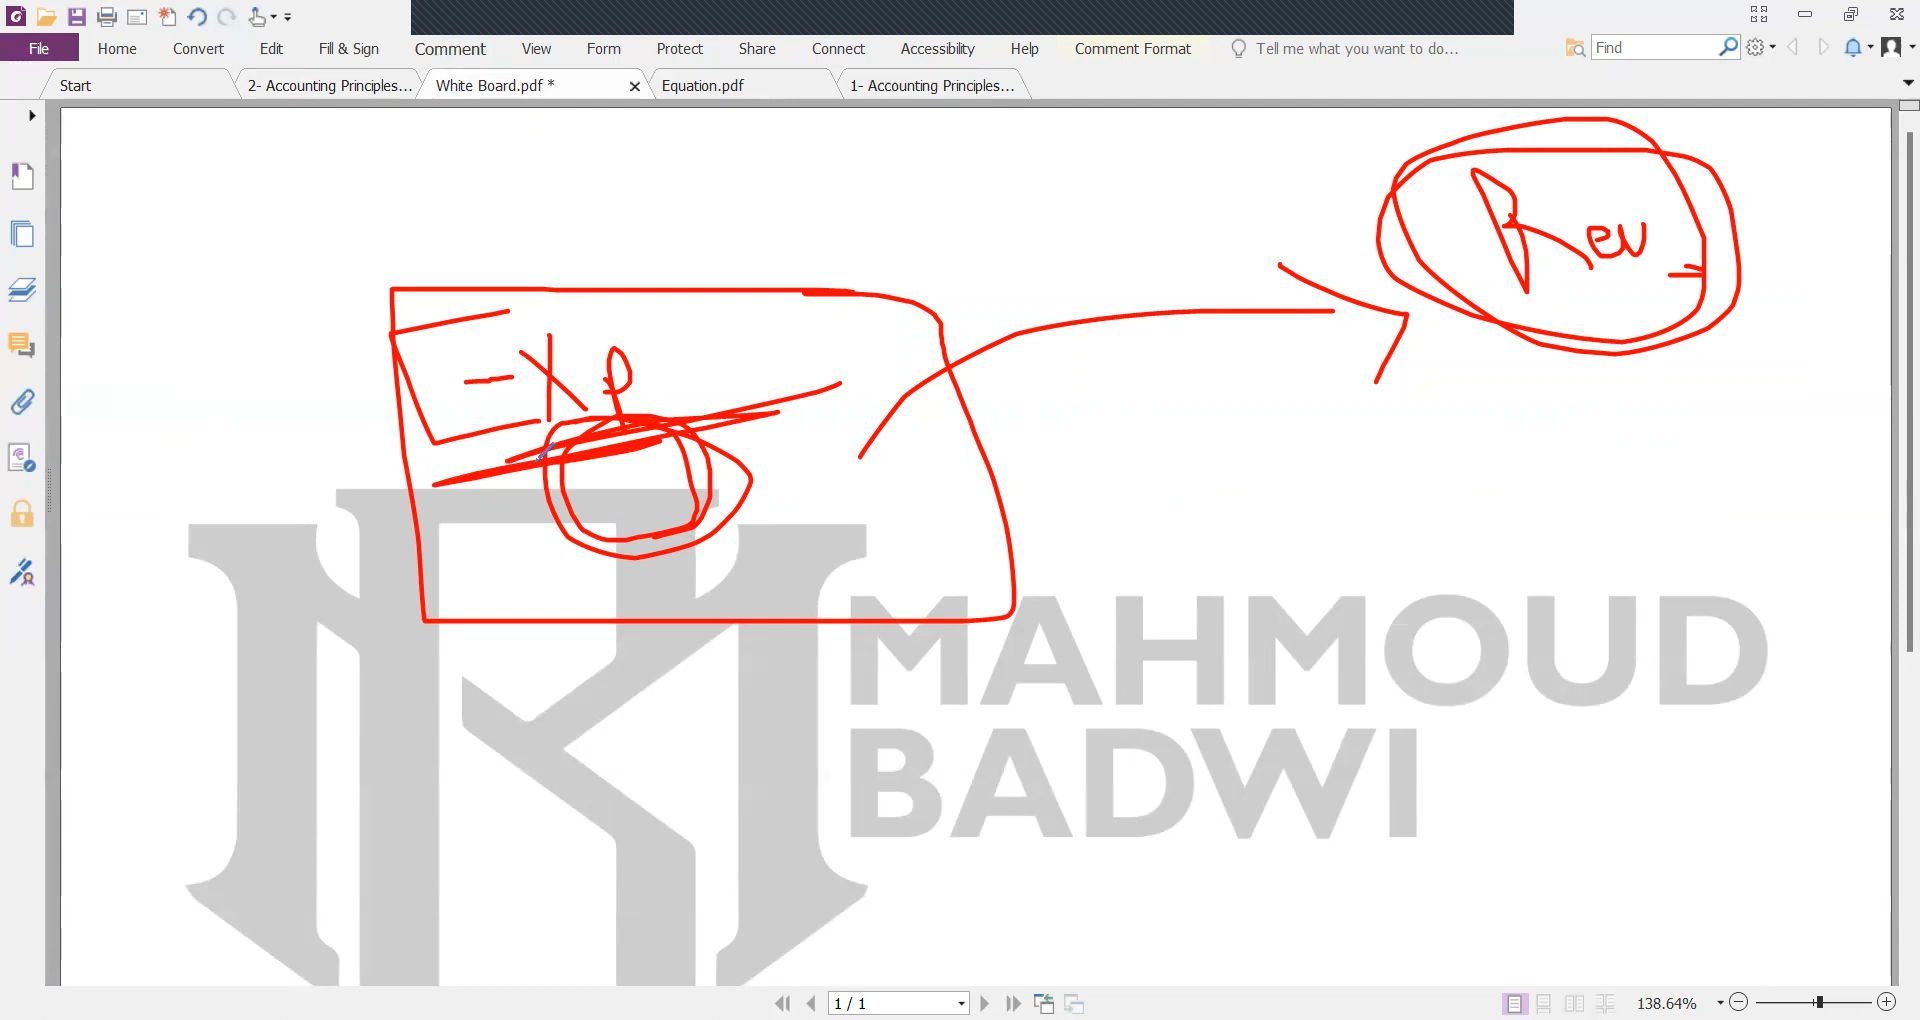 File Home Convert Edit Fill & Sign Comment View Form Protect Share Connect Accessibility Help Comment Format Tell me what you want to do... Find
Start 2- Accounting Principles... White Board.pdf * Equation.pdf 1- Accounting Principles...
Rev
Exp
MAHMOUD
BADWI
1 / 1 138.64%